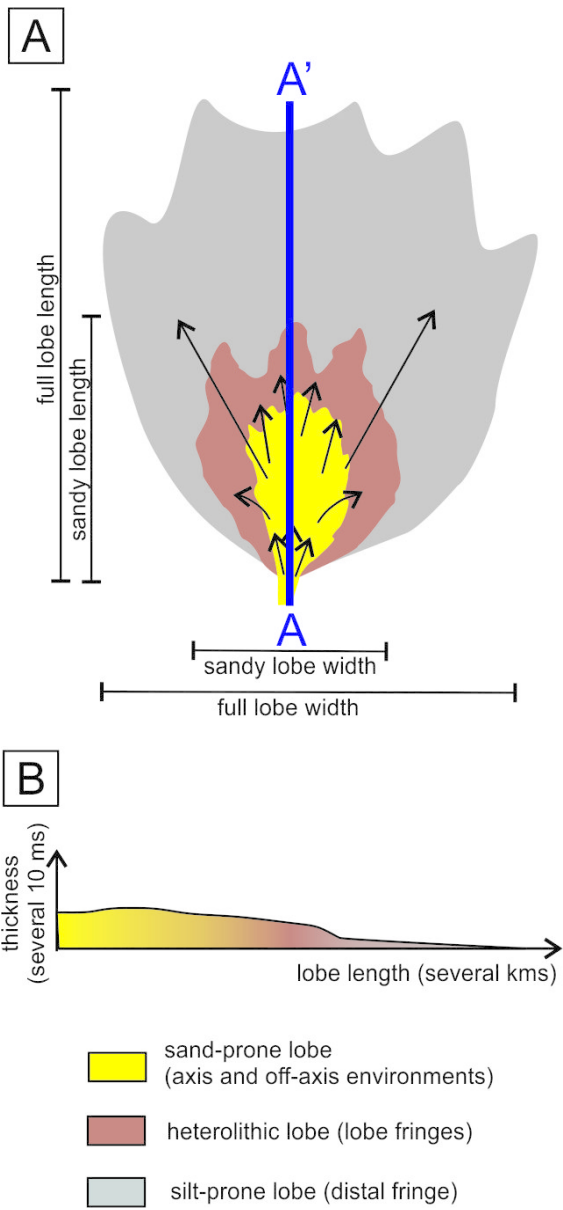 A
A'
full lobe length
sandy lobe length
A
sandy lobe width
full lobe width
B
thickness
(several 10 ms)
lobe length (several kms)
sand-prone lobe
(axis and off-axis environments)
heterolithic lobe (lobe fringes)
silt-prone lobe (distal fringe)